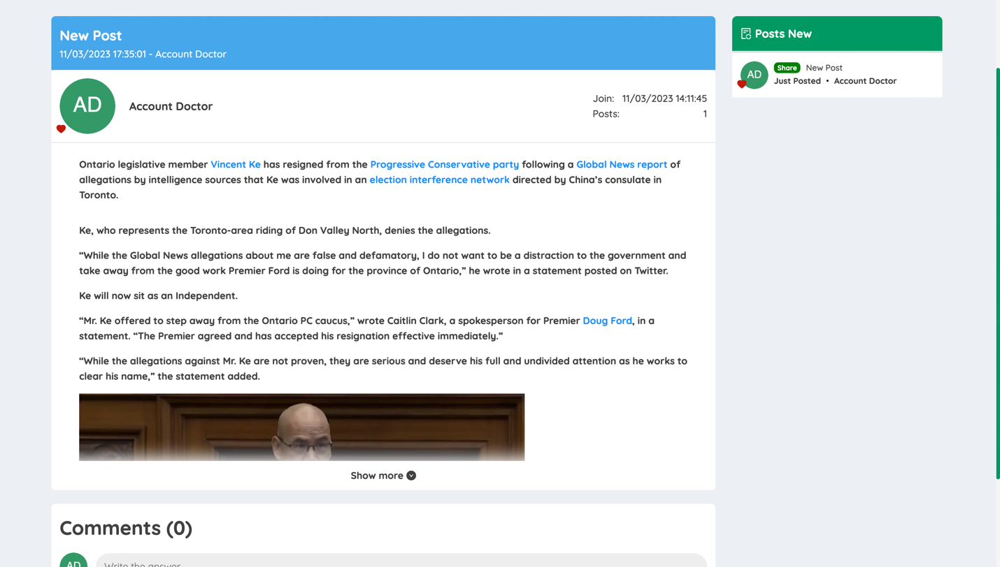 New Post
11/03/2023 17:35:01 - Account Doctor
AD
Account Doctor
Join: 11/03/2023 14:11:45
Posts: 1
Ontario legislative member Vincent Ke has resigned from the Progressive Conservative party following a Global News report of
allegations by intelligence sources that Ke was involved in an election interference network directed by China’s consulate in
Toronto.
Ke, who represents the Toronto-area riding of Don Valley North, denies the allegations.
“While the Global News allegations about me are false and defamatory, I do not want to be a distraction to the government and
take away from the good work Premier Ford is doing for the province of Ontario,” he wrote in a statement posted on Twitter.
Ke will now sit as an Independent.
“Mr. Ke offered to step away from the Ontario PC caucus,” wrote Caitlin Clark, a spokesperson for Premier Doug Ford, in a
statement. “The Premier agreed and has accepted his resignation effective immediately.”
“While the allegations against Mr. Ke are not proven, they are serious and deserve his full and undivided attention as he works to
clear his name,” the statement added.
Show more
Comments (0)
AD
Write the answer
Posts New
AD
Share New Post
Just Posted • Account Doctor